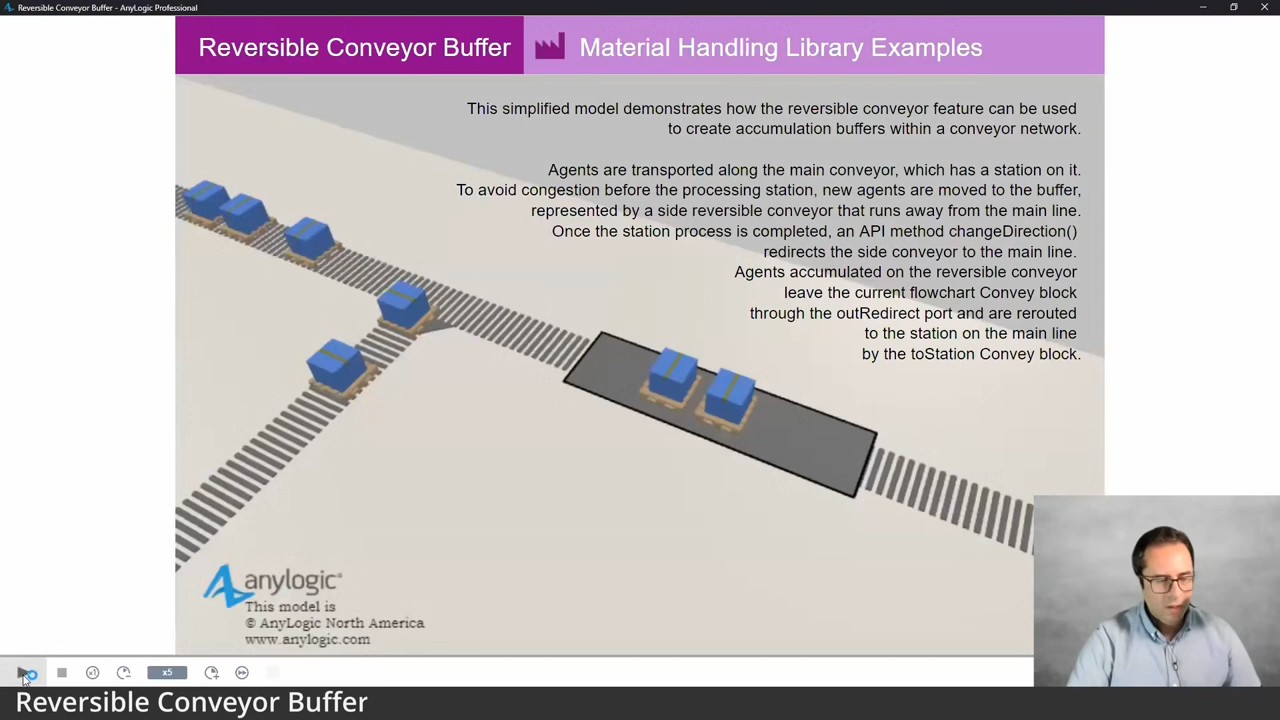 Reversible Conveyor Buffer - AnyLogic Professional
Reversible Conveyor Buffer
Material Handling Library Examples
This simplified model demonstrates how the reversible conveyor feature can be used
to create accumulation buffers within a conveyor network.
Agents are transported along the main conveyor, which has a station on it.
To avoid congestion before the processing station, new agents are moved to the buffer,
represented by a side reversible conveyor that runs away from the main line.
Once the station process is completed, an API method changeDirection()
redirects the side conveyor to the main line.
Agents accumulated on the reversible conveyor
leave the current flowchart Convey block
through the outRedirect port and are rerouted
to the station on the main line
by the toStation Convey block.
anylogic®
This model is
© AnyLogic North America
www.anylogic.com
x1
x5
Reversible Conveyor Buffer